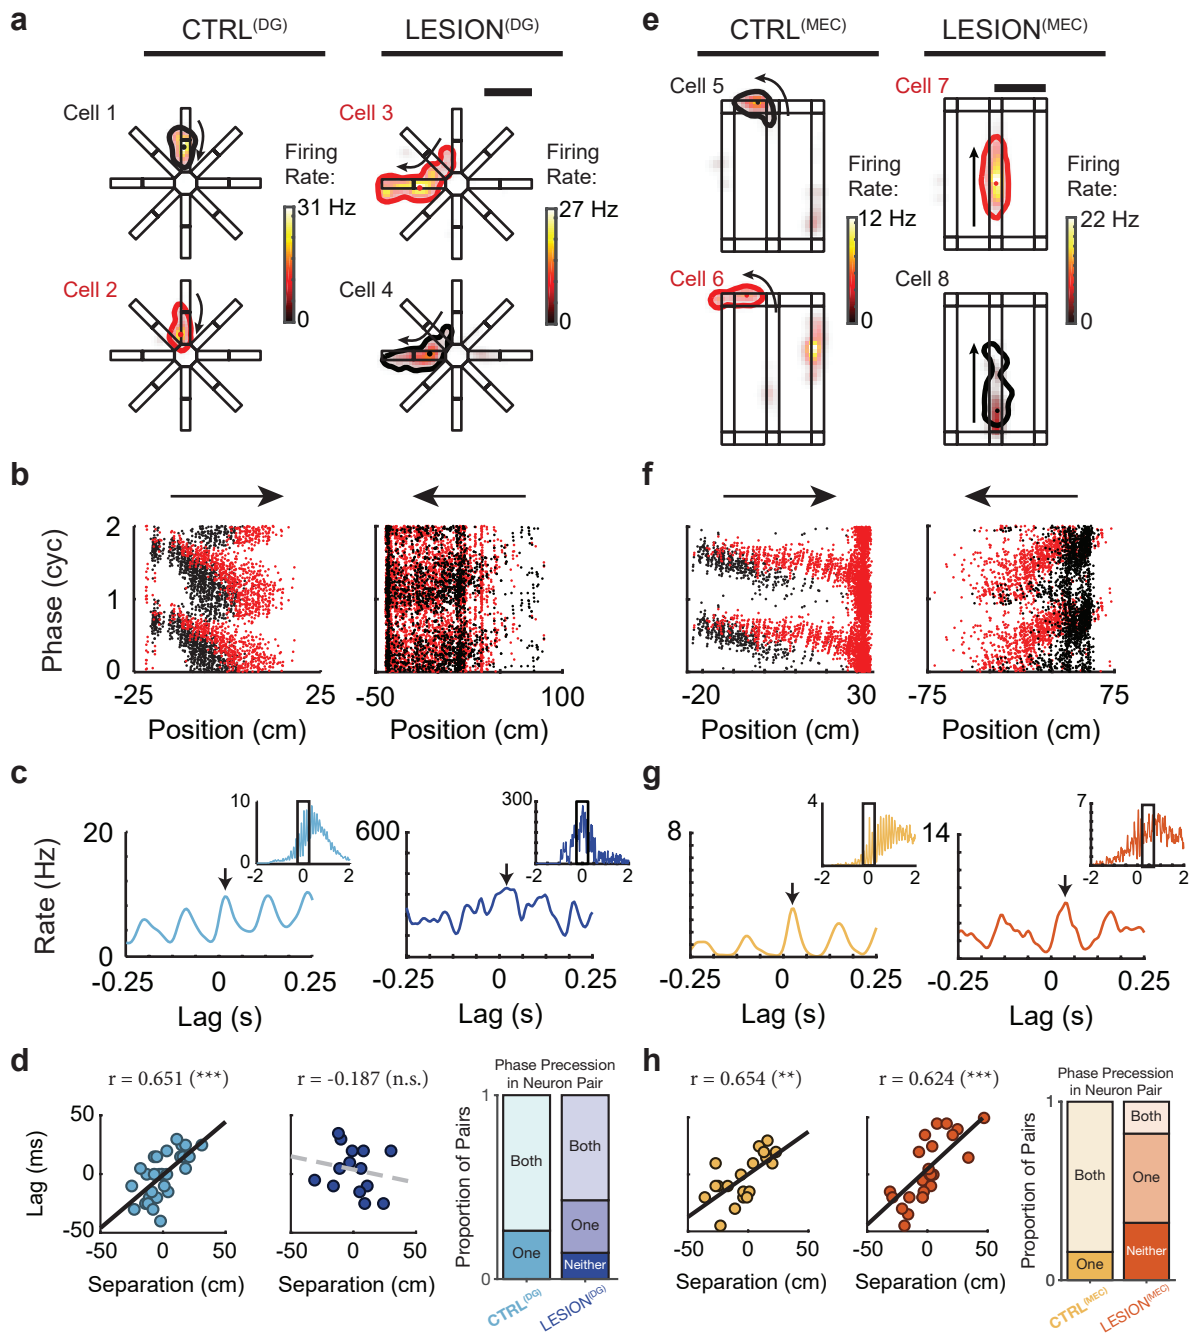 a
CTRL(DG)
LESION(DG)
Cell 1
Cell 3
Firing
Rate:
31 Hz
0
Firing
Rate:
27 Hz
0
Cell 2
Cell 4
e
CTRL(MEC)
LESION(MEC)
Cell 5
Cell 7
Firing
Rate:
12 Hz
0
Firing
Rate:
22 Hz
0
Cell 6
Cell 8
b
Phase (cyc)
2
1
0
-25 25
Position (cm)
-50 100
Position (cm)
f
-20 30
Position (cm)
-75 75
Position (cm)
c
Rate (Hz)
20
0
-0.25 0 0.25
Lag (s)
10
0
-2 0 2
600
0
-0.25 0 0.25
Lag (s)
300
0
-2 0 2
g
8
0
-0.25 0 0.25
Lag (s)
4
0
-2 0 2
14
0
-0.25 0 0.25
Lag (s)
7
0
-2 0 2
d
r = 0.651 (***)
Lag (ms)
50
0
-50
-50 0 50
Separation (cm)
r = -0.187 (n.s.)
-50 0 50
Separation (cm)
Phase Precession
in Neuron Pair
Proportion of Pairs
1
0
Both
One
Both
One
Neither
CTRL(DG)
LESION(DG)
h
r = 0.654 (**)
-50 0 50
Separation (cm)
r = 0.624 (***)
-50 0 50
Separation (cm)
Phase Precession
in Neuron Pair
Proportion of Pairs
1
0
Both
One
Both
One
Neither
CTRL(MEC)
LESION(MEC)